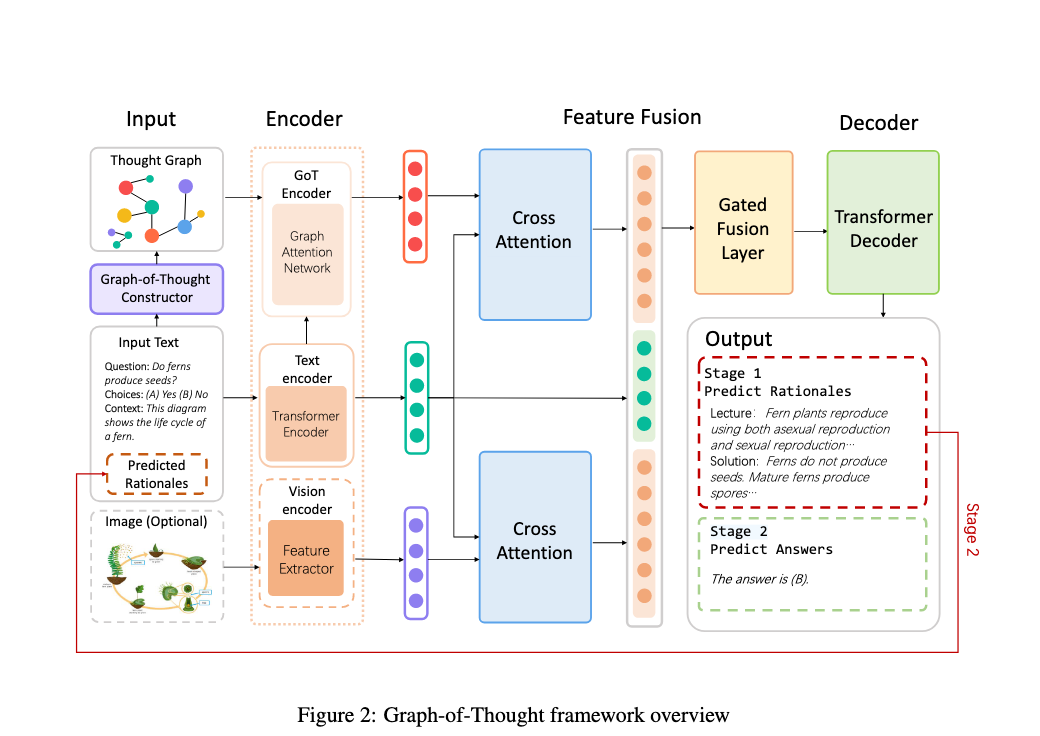 Input
Encoder
Feature Fusion
Decoder
Thought Graph
Graph-of-Thought
Constructor
Input Text
Question: Do ferns
produce seeds?
Choices: (A) Yes (B) No
Context: This diagram
shows the life cycle of
a fern.
Predicted
Rationales
Image (Optional)
GoT
Encoder
Graph
Attention
Network
Text
encoder
Transformer
Encoder
Vision
encoder
Feature
Extractor
Cross
Attention
Cross
Attention
Gated
Fusion
Layer
Transformer
Decoder
Output
Stage 1
Predict Rationales
Lecture: Fern plants reproduce
using both asexual reproduction
and sexual reproduction…
Solution: Ferns do not produce
seeds. Mature ferns produce
spores…
Stage 2
Predict Answers
The answer is (B).
Stage 2
Figure 2: Graph-of-Thought framework overview